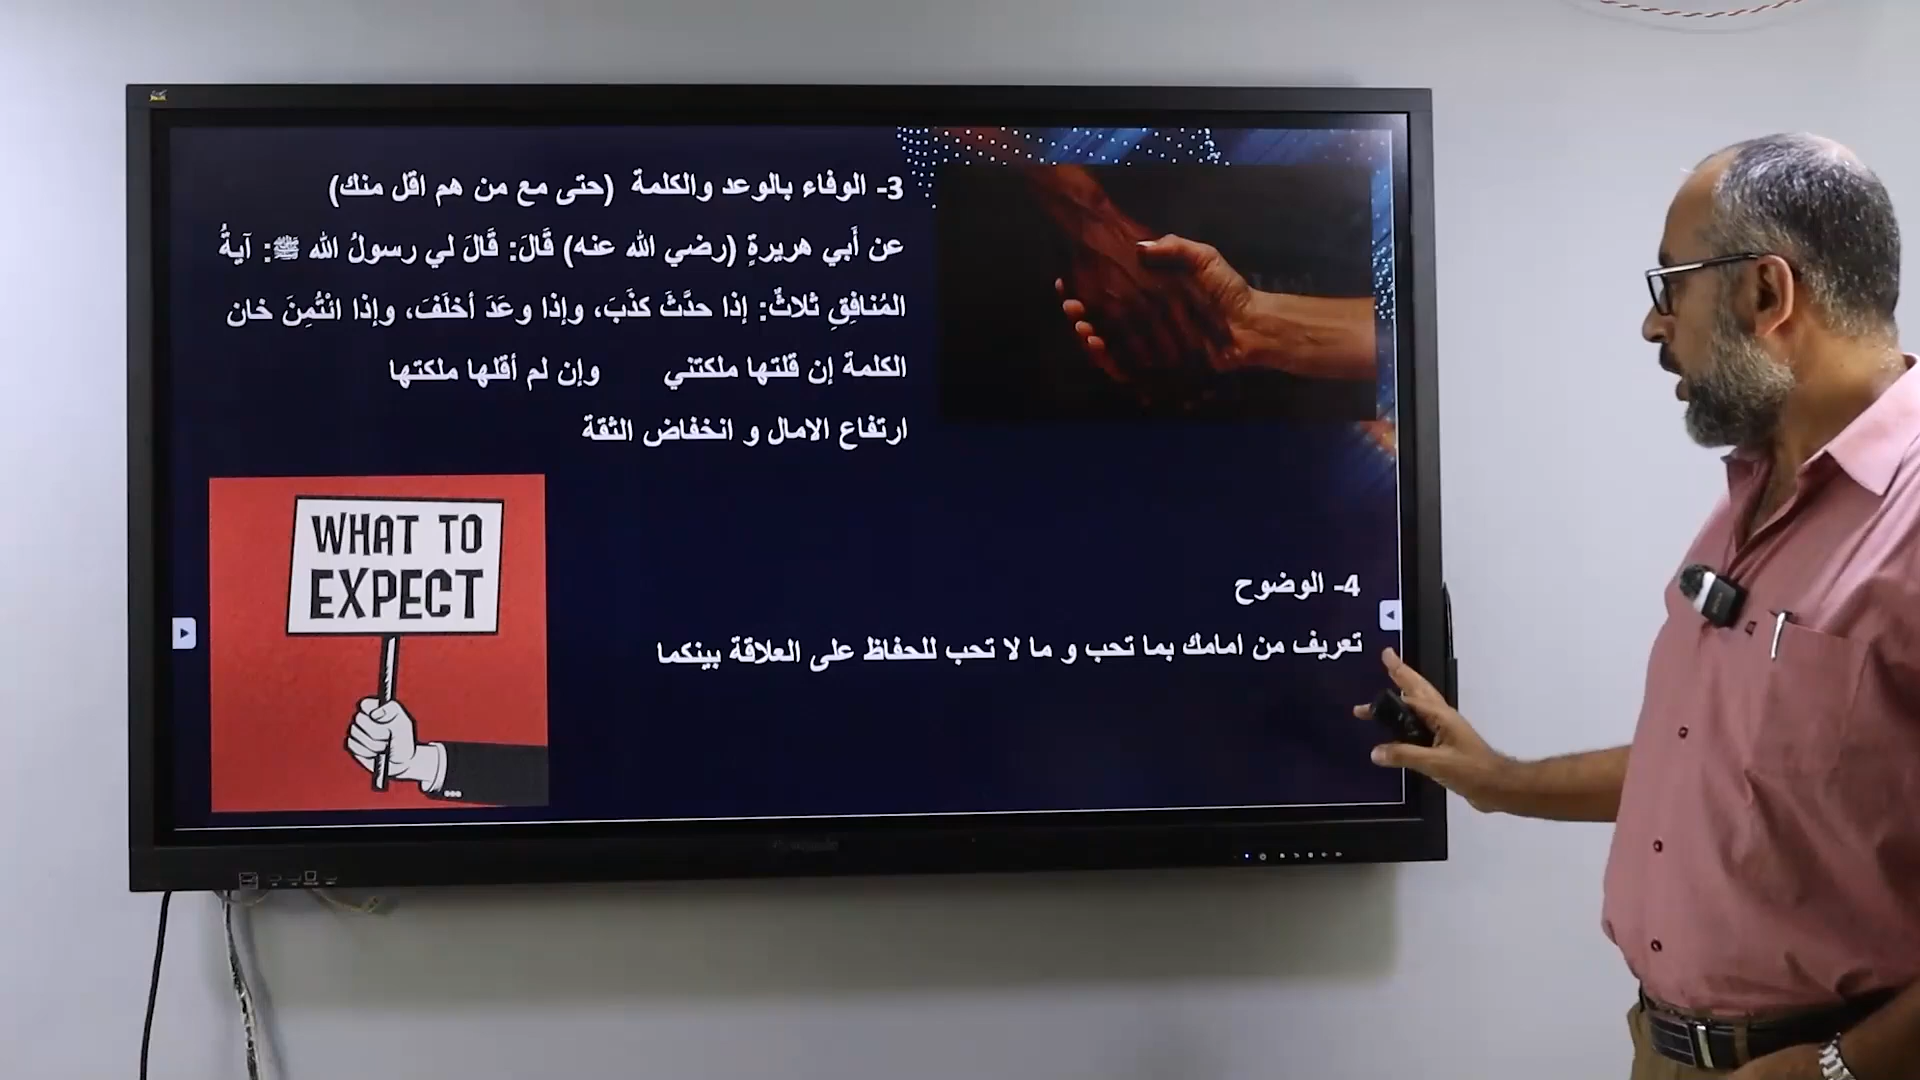 3- الوفاء بالوعد والكلمة (حتى مع من هم اقل منك)
عن أَبي هريرةٍ (رضي الله عنه) قَالَ: قَالَ لي رسولُ الله ﷺ: آيةُ
المُنافِقِ ثلاثٌ: إذا حدَّثَ كذَبَ، وإذا وعَدَ أخلَفَ، وإذا ائْتُمِنَ خان
الكلمة إن قلتها ملكتني وإن لم أقلها ملكتها
ارتفاع الامال و انخفاض الثقة
WHAT TO
EXPECT
4- الوضوح
تعريف من امامك بما تحب و ما لا تحب للحفاظ على العلاقة بينكما